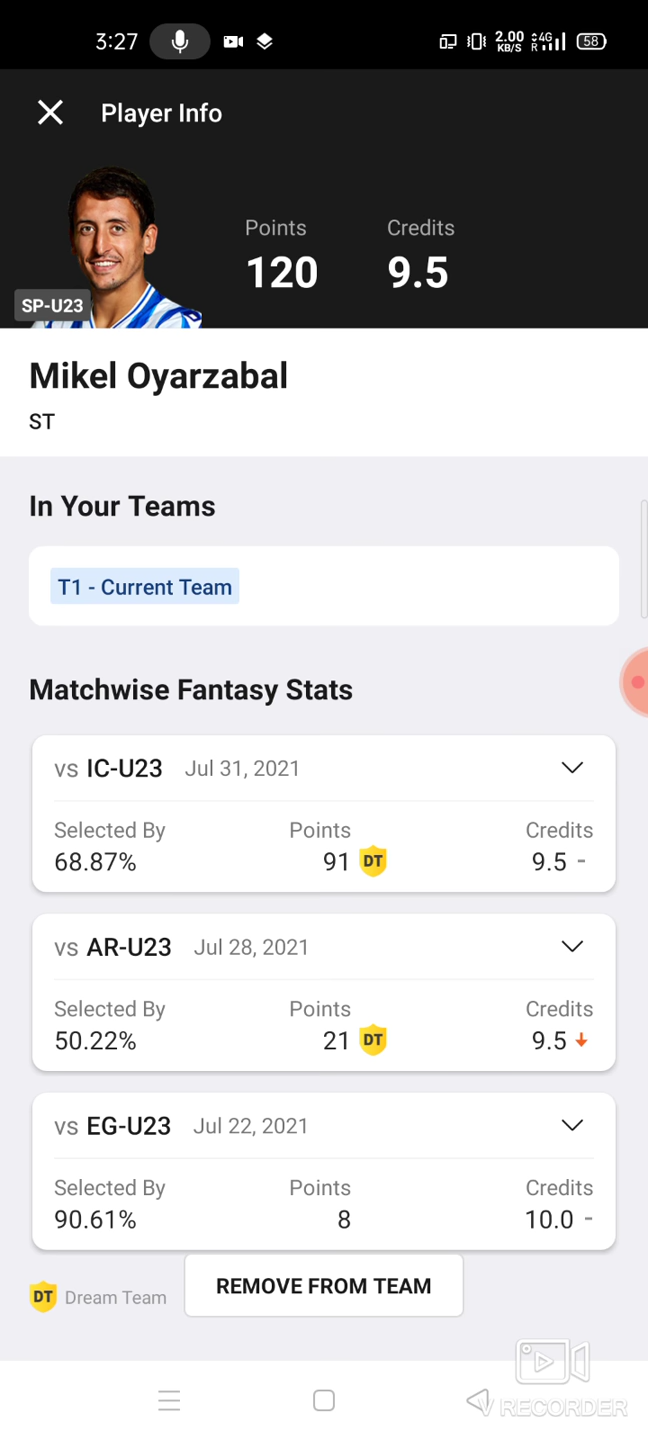 3:27 2.00 KB/S 4G R 58
Player Info
Points Credits
120 9.5
SP-U23
Mikel Oyarzabal
ST
In Your Teams
T1 - Current Team
Matchwise Fantasy Stats
vs IC-U23 Jul 31, 2021
Selected By Points Credits
68.87% 91 DT 9.5 -
vs AR-U23 Jul 28, 2021
Selected By Points Credits
50.22% 21 DT 9.5
vs EG-U23 Jul 22, 2021
Selected By Points Credits
90.61% 8 10.0 -
DT Dream Team REMOVE FROM TEAM
V RECORDER